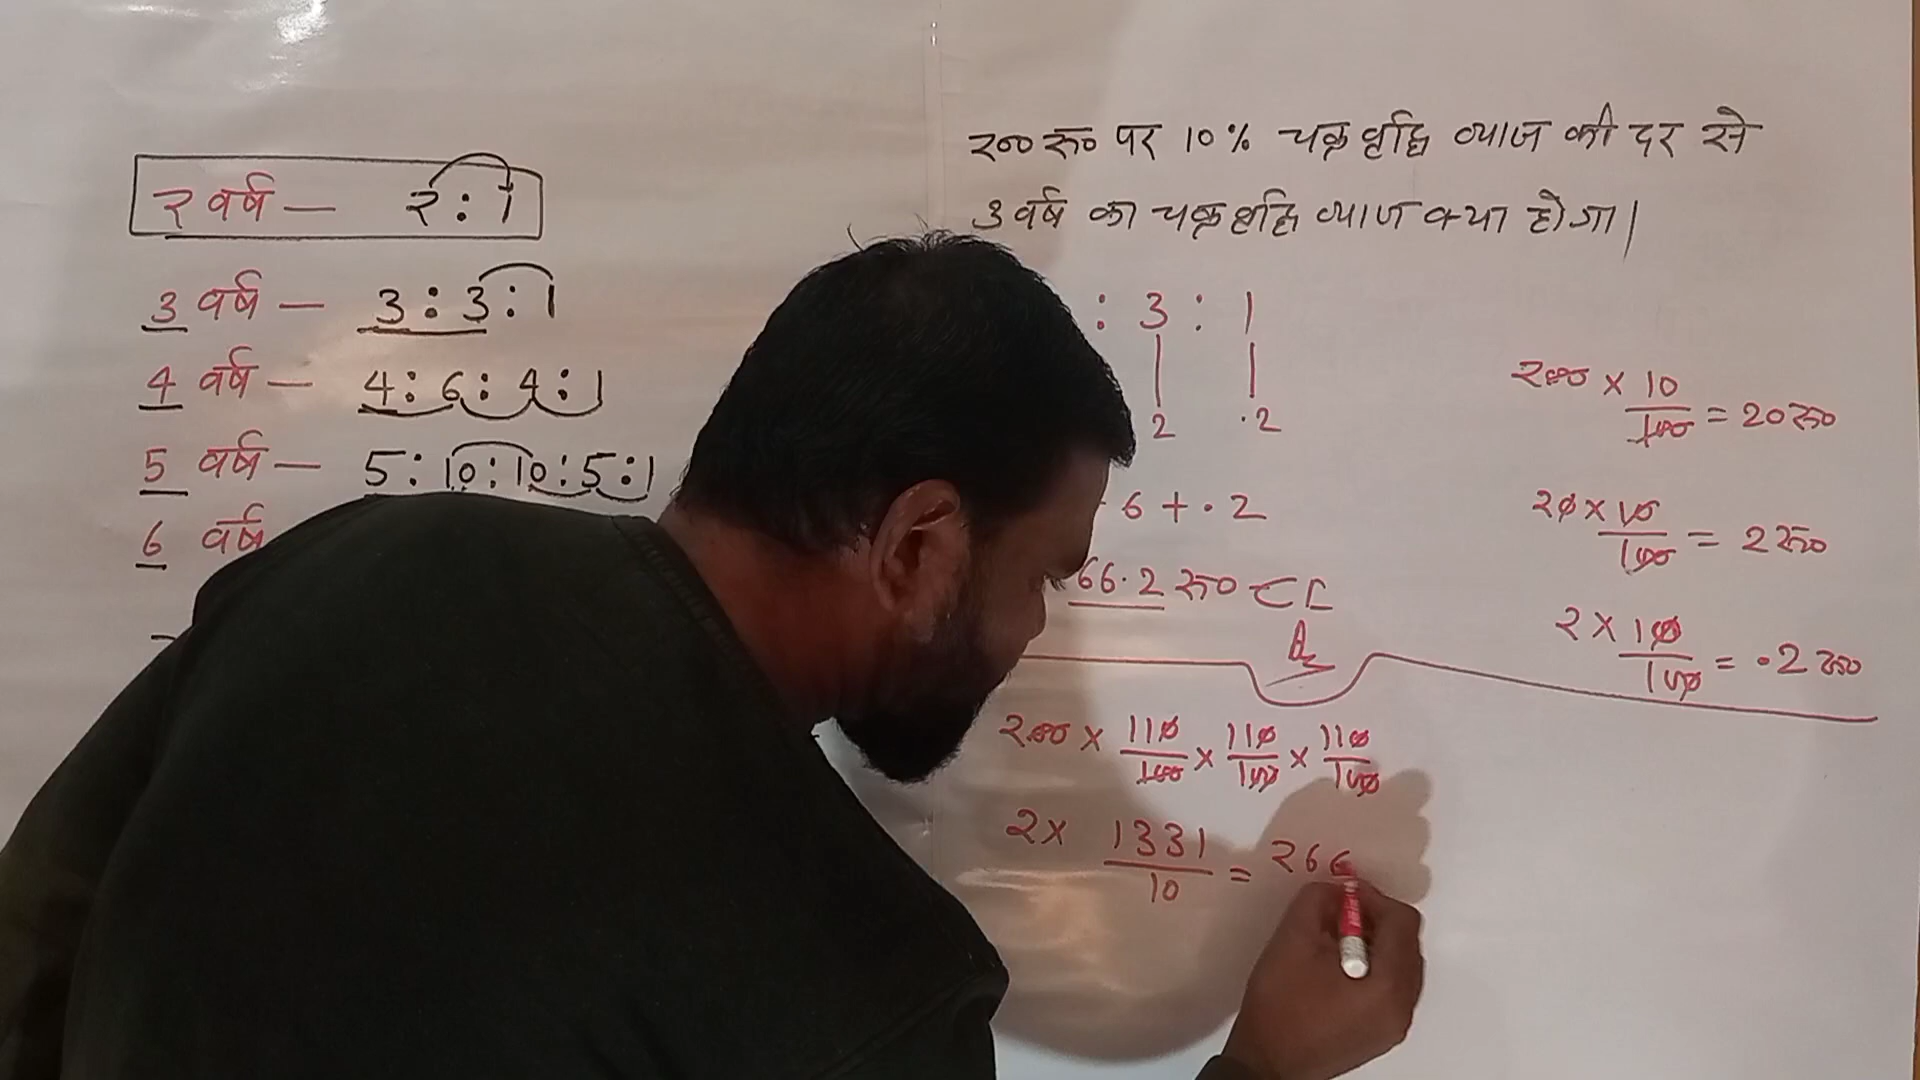 २ वर्ष — २ : 1
3 वर्ष — 3 : 3 : 1
4 वर्ष — 4 : 6 : 4 : 1
5 वर्ष — 5 : 10 : 10 : 5 : 1
6 वर्ष
२०० रु० पर 10% चक्रवृद्धि व्याज की दर से
3 वर्ष का चक्रवृद्धि व्याज क्या होगा।
: 3 : 1
2 .2
6 + .2
66.2 रु० CI
200 × 10/100 = 20 रु०
20 × 10/100 = 2 रु०
2 × 10/100 = .2 रु०
२०० × 110/100 × 110/100 × 110/100
2 × 1331/10 = 266